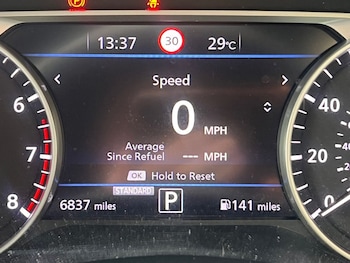 13:37 30 29°C
Speed
0 MPH
Average
Since Refuel --- MPH
OK Hold to Reset
STANDARD
6837 miles P 141 miles
6
7
8
40
20
0